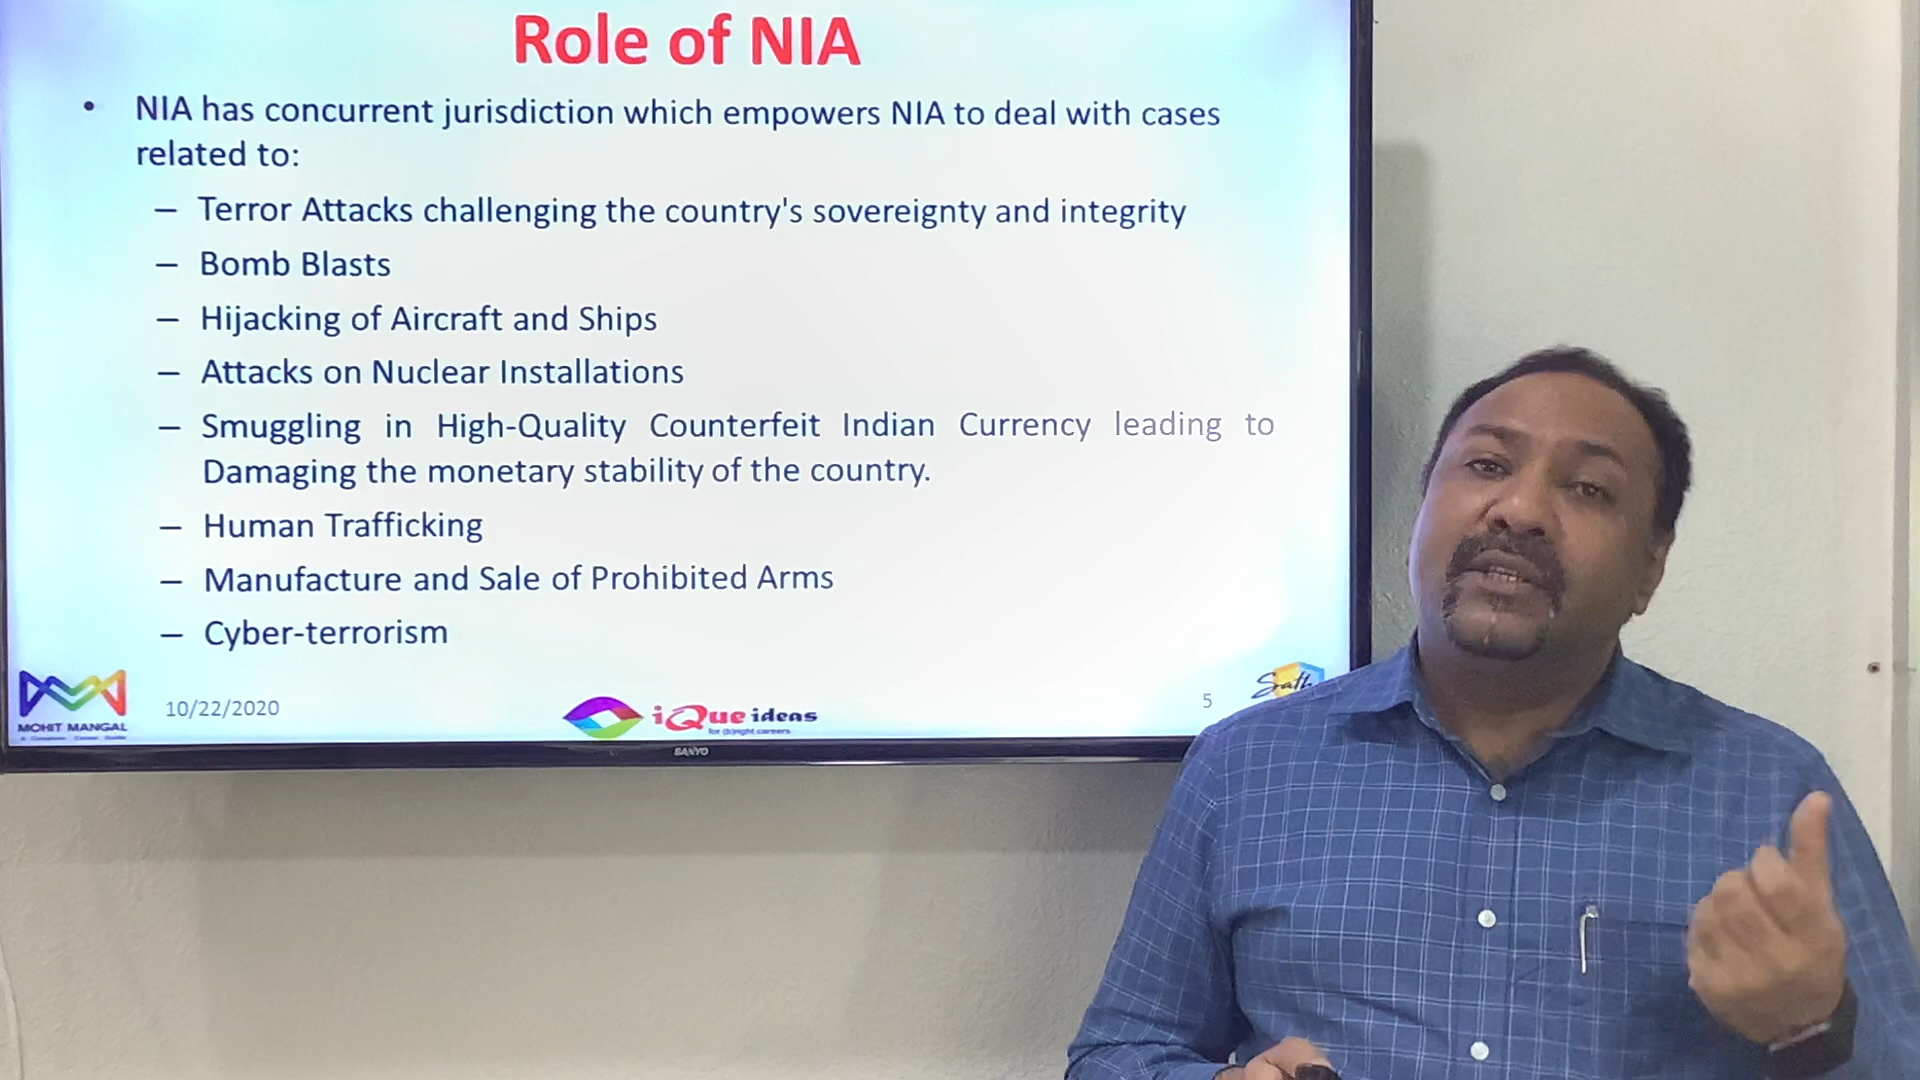 Role of NIA
• NIA has concurrent jurisdiction which empowers NIA to deal with cases
related to:
– Terror Attacks challenging the country's sovereignty and integrity
– Bomb Blasts
– Hijacking of Aircraft and Ships
– Attacks on Nuclear Installations
– Smuggling in High-Quality Counterfeit Indian Currency leading to
Damaging the monetary stability of the country.
– Human Trafficking
– Manufacture and Sale of Prohibited Arms
– Cyber-terrorism
MOHIT MANGAL
10/22/2020
iQue ideas
for (b)right careers
5
SANYO